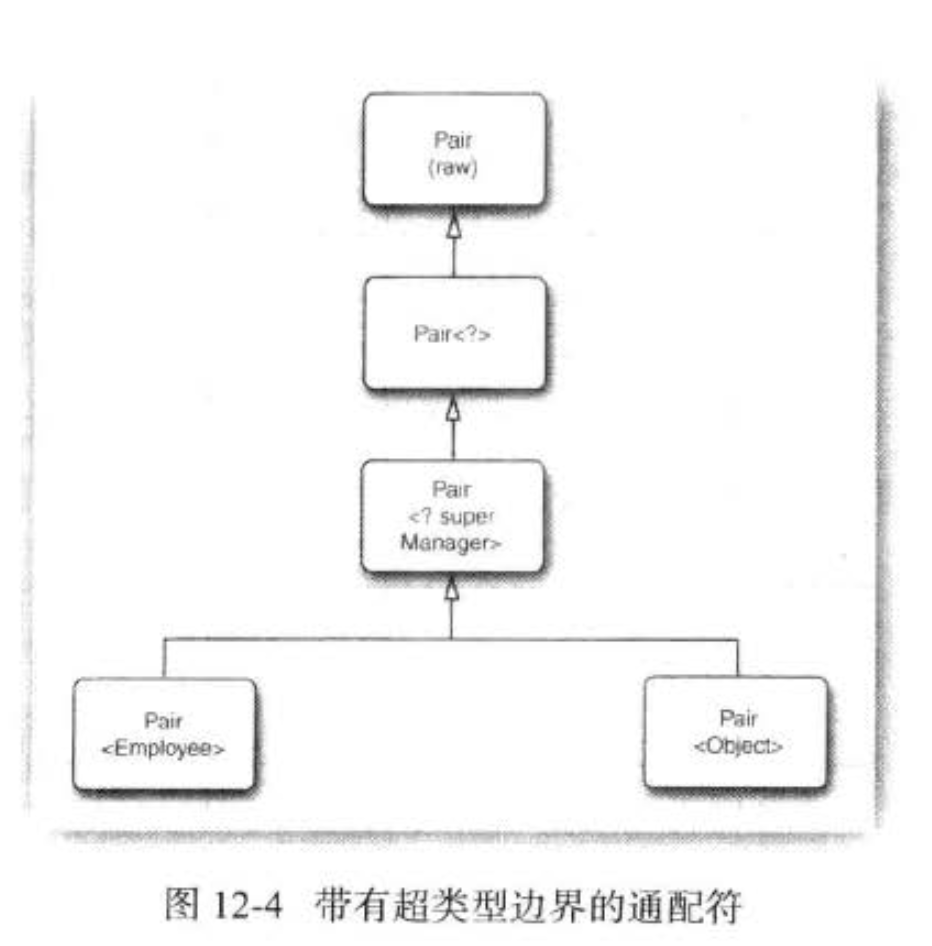 Pair
(raw)
Pair<?>
Pair
<? super
Manager>
Pair
<Employee>
Pair
<Object>
图 12-4 带有超类型边界的通配符